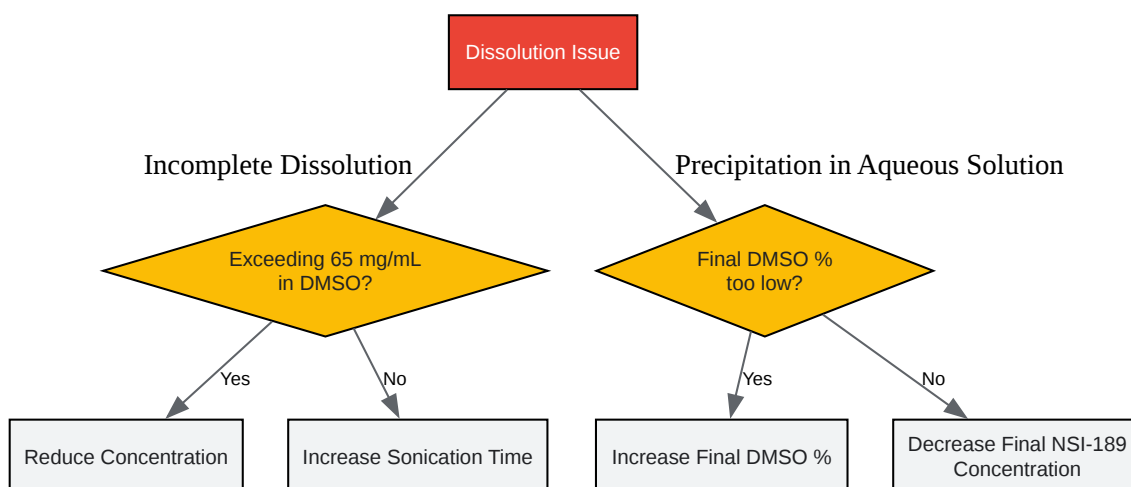 Dissolution Issue
Incomplete Dissolution
Precipitation in Aqueous Solution
Exceeding 65 mg/mL
in DMSO?
Final DMSO %
too low?
Yes
No
Yes
No
Reduce Concentration
Increase Sonication Time
Increase Final DMSO %
Decrease Final NSI-189
Concentration